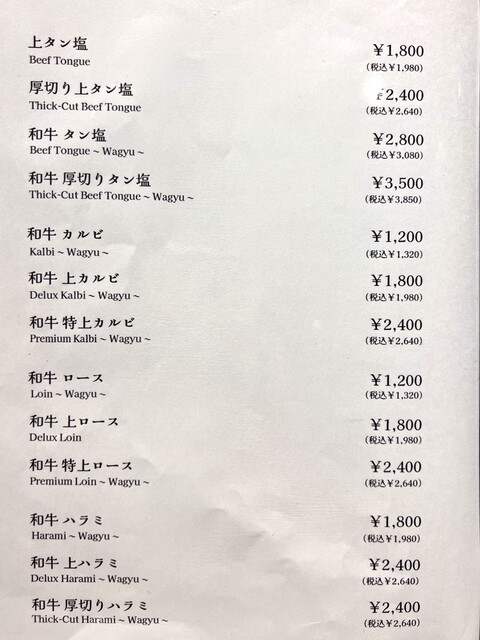 上タン塩 ￥1,800
Beef Tongue (税込￥1,980)
厚切り上タン塩 ￥2,400
Thick-Cut Beef Tongue (税込￥2,640)
和牛 タン塩 ￥2,800
Beef Tongue ~ Wagyu ~ (税込￥3,080)
和牛 厚切りタン塩 ￥3,500
Thick-Cut Beef Tongue ~ Wagyu ~ (税込￥3,850)
和牛 カルビ ￥1,200
Kalbi ~ Wagyu ~ (税込￥1,320)
和牛 上カルビ ￥1,800
Delux Kalbi ~ Wagyu ~ (税込￥1,980)
和牛 特上カルビ ￥2,400
Premium Kalbi ~ Wagyu ~ (税込￥2,640)
和牛 ロース ￥1,200
Loin ~ Wagyu ~ (税込￥1,320)
和牛 上ロース ￥1,800
Delux Loin (税込￥1,980)
和牛 特上ロース ￥2,400
Premium Loin ~ Wagyu ~ (税込￥2,640)
和牛 ハラミ ￥1,800
Harami ~ Wagyu ~ (税込￥1,980)
和牛 上ハラミ ￥2,400
Delux Harami ~ Wagyu ~ (税込￥2,640)
和牛 厚切りハラミ ￥2,400
Thick-Cut Harami ~ Wagyu ~ (税込￥2,640)